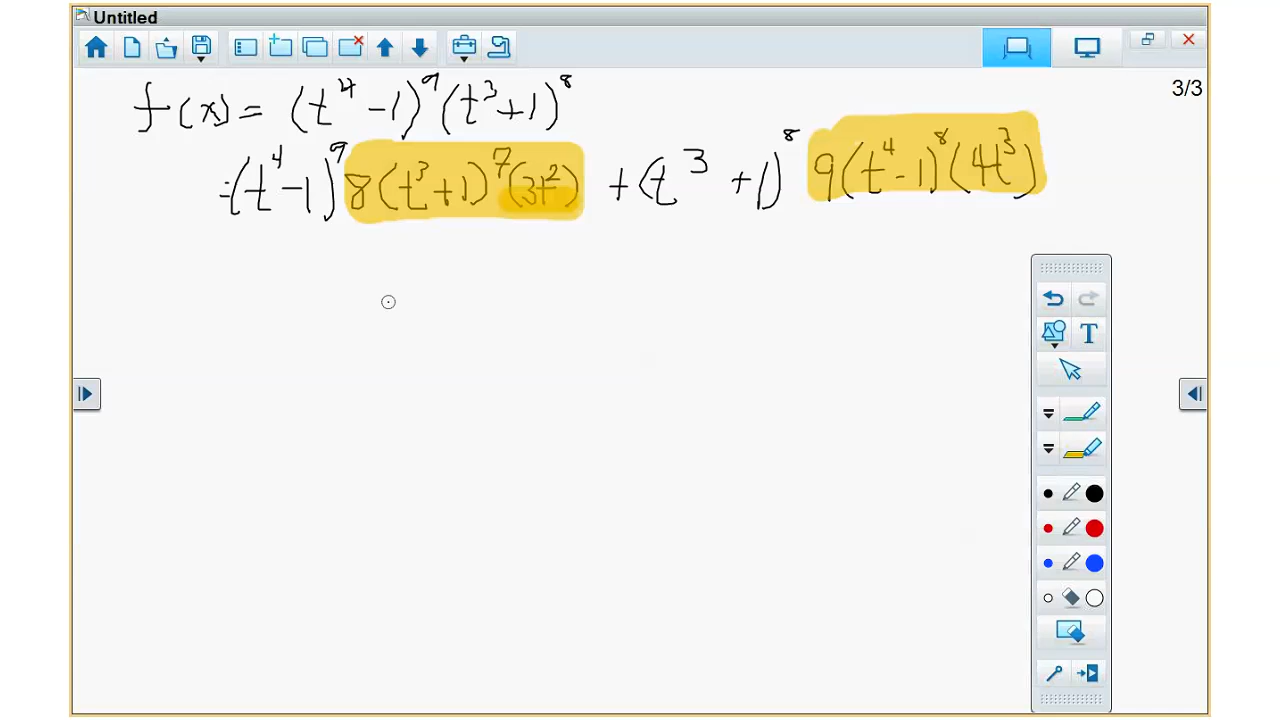 Untitled
3/3
f(x) = (t⁴ - 1)⁹ (t³ + 1)⁸
= (t⁴ - 1)⁹ 8 (t³ + 1)⁷ (3t²) + (t³ + 1)⁸ 9 (t⁴ - 1)⁸ (4t³)
T